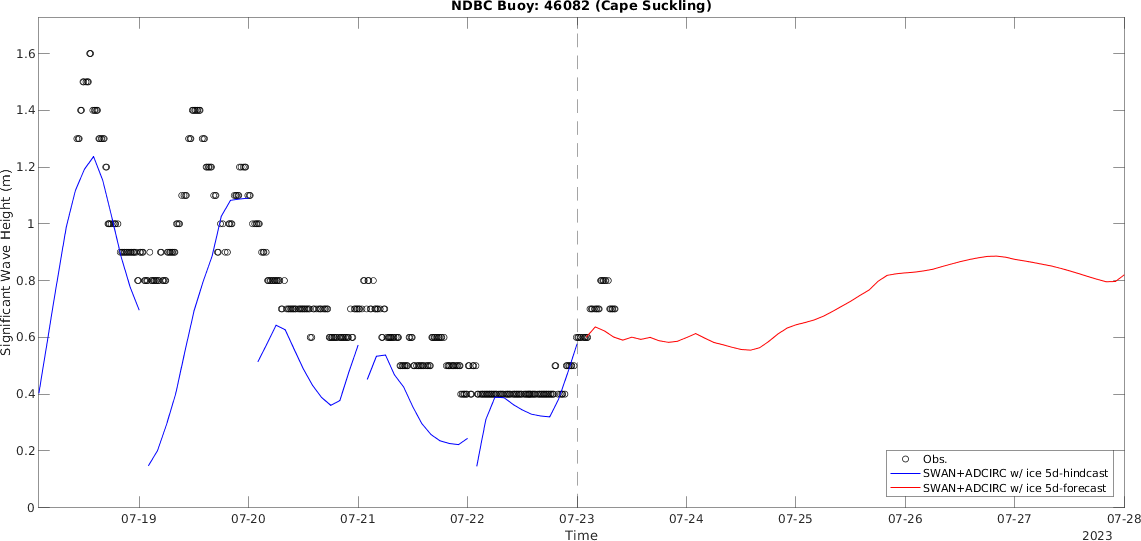 NDBC Buoy: 46082 (Cape Suckling)
Significant Wave Height (m)
1.6
1.4
1.2
1
0.8
0.6
0.4
0.2
0
Obs.
SWAN+ADCIRC w/ ice 5d-hindcast
SWAN+ADCIRC w/ ice 5d-forecast
07-19 07-20 07-21 07-22 07-23 07-24 07-25 07-26 07-27 07-28
Time
2023